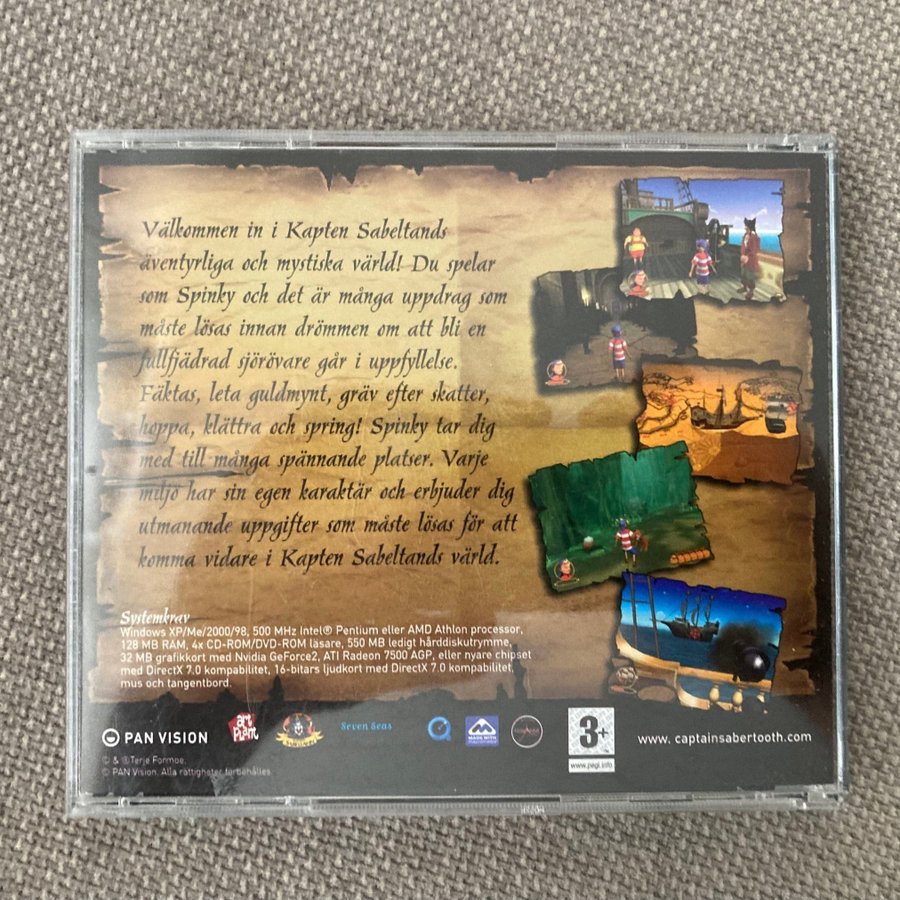 Välkommen in i Kapten Sabeltands
äventyrliga och mystiska värld! Du spelar
som Spinky och det är många uppdrag som
måste lösas innan drömmen om att bli en
fullfjädrad sjörövare går i uppfyllelse.
Fäktas, leta guldmynt, gräv efter skatter,
hoppa, klättra och spring! Spinky tar dig
med till många spännande platser. Varje
miljö har sin egen karaktär och erbjuder dig
utmanande uppgifter som måste lösas för att
komma vidare i Kapten Sabeltands värld.
Systemkrav
Windows XP/Me/2000/98, 500 MHz Intel® Pentium eller AMD Athlon processor,
128 MB RAM, 4x CD-ROM/DVD-ROM läsare, 550 MB ledigt hårddiskutrymme,
32 MB grafikkort med Nvidia GeForce2, ATI Radeon 7500 AGP, eller nyare chipset
med DirectX 7.0 kompabilitet, 16-bitars ljudkort med DirectX 7.0 kompabilitet,
mus och tangentbord.
PAN VISION
art
Plant
Seven Seas
MADE WITH
3+
www.pegi.info
www.captainsabertooth.com
© & ®Terje Formoe.
© PAN Vision. Alla rättigheter förbehålles